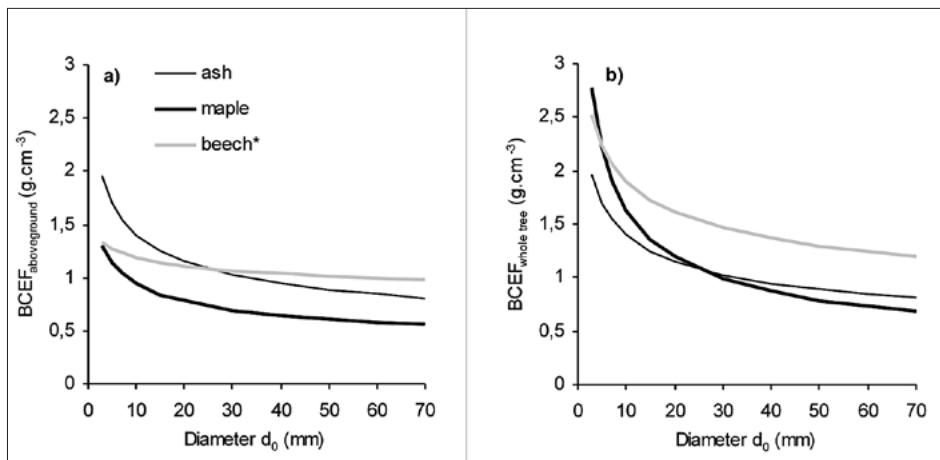 a)
ash
maple
beech*
3
2,5
2
1,5
1
0,5
0
0 10 20 30 40 50 60 70
BCEFaboveground (g.cm-3)
Diameter d0 (mm)
b)
3
2,5
2
1,5
1
0,5
0
0 10 20 30 40 50 60 70
BCEFwhole tree (g.cm-3)
Diameter d0 (mm)